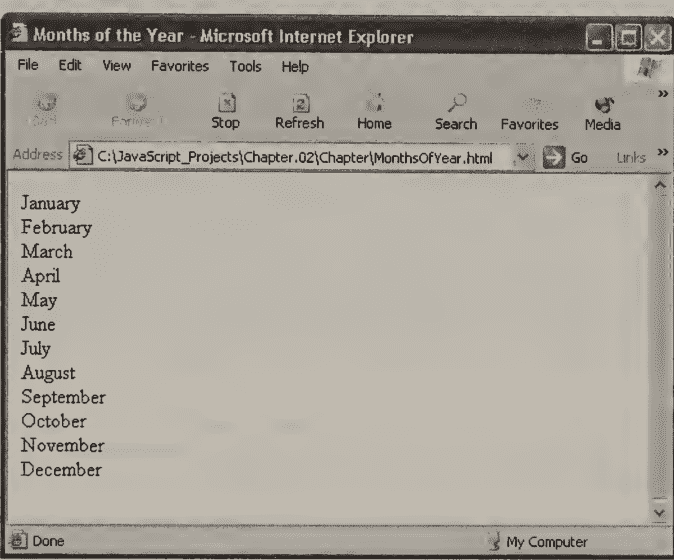 Months of the Year - Microsoft Internet Explorer
File Edit View Favorites Tools Help
Back Forward Stop Refresh Home Search Favorites Media »
Address C:\JavaScript_Projects\Chapter.02\Chapter\MonthsOfYear.html Go Links »
January
February
March
April
May
June
July
August
September
October
November
December
Done My Computer